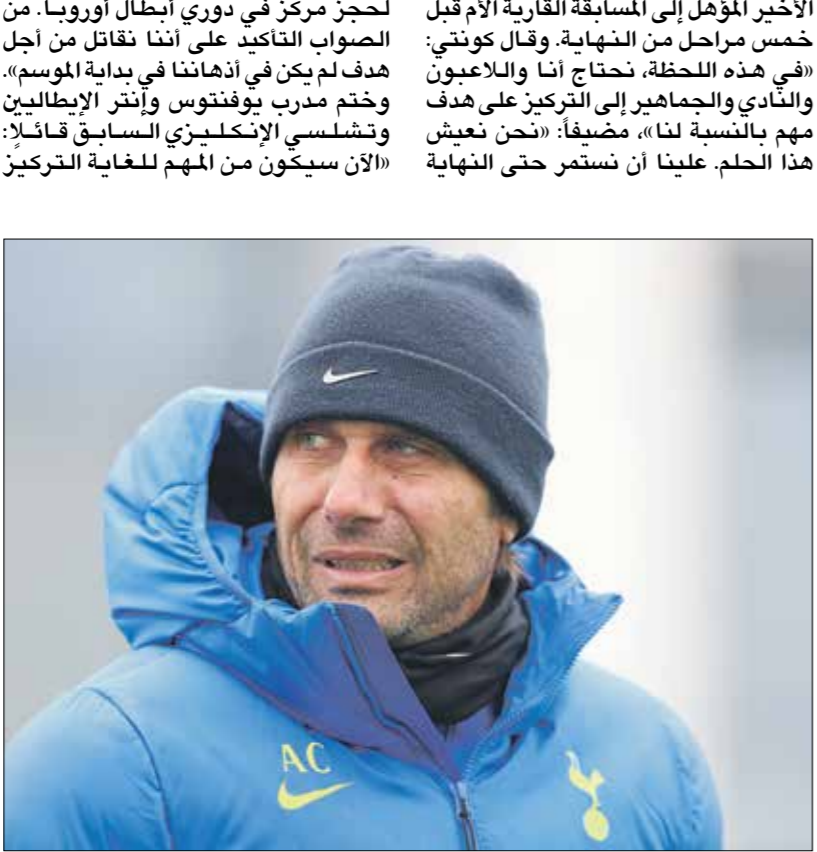 الأخير المؤهل إلى المسابقة القارية الأم قبل
خمس مراحل من النهاية. وقال كونتي:
«في هذه اللحظة، نحتاج أنا واللاعبون
والنادي والجماهير إلى التركيز على هدف
مهم بالنسبة لنا»، مضيفاً: «نحن نعيش
هذا الحلم. علينا أن نستمر حتى النهاية
لحجز مركز في دوري أبطال أوروبا. من
الصواب التأكيد على أننا نقاتل من أجل
هدف لم يكن في أذهاننا في بداية الموسم».
وختم مدرب يوفنتوس وإنتر الإيطاليين
وتشلسي الإنكليزي السابق قائلاً:
«الآن سيكون من المهم للغاية التركيز
AC